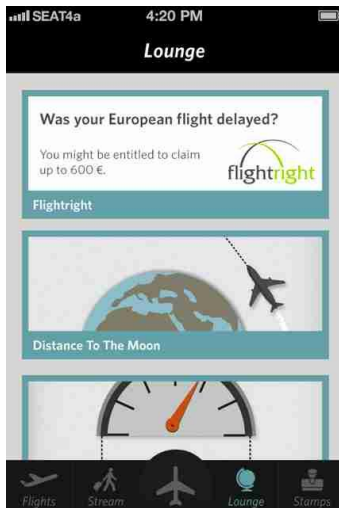 SEAT4a
4:20 PM
Lounge
Was your European flight delayed?
You might be entitled to claim
up to 600 €.
flightright
Flightright
Distance To The Moon
Flights
Stream
Lounge
Stamps